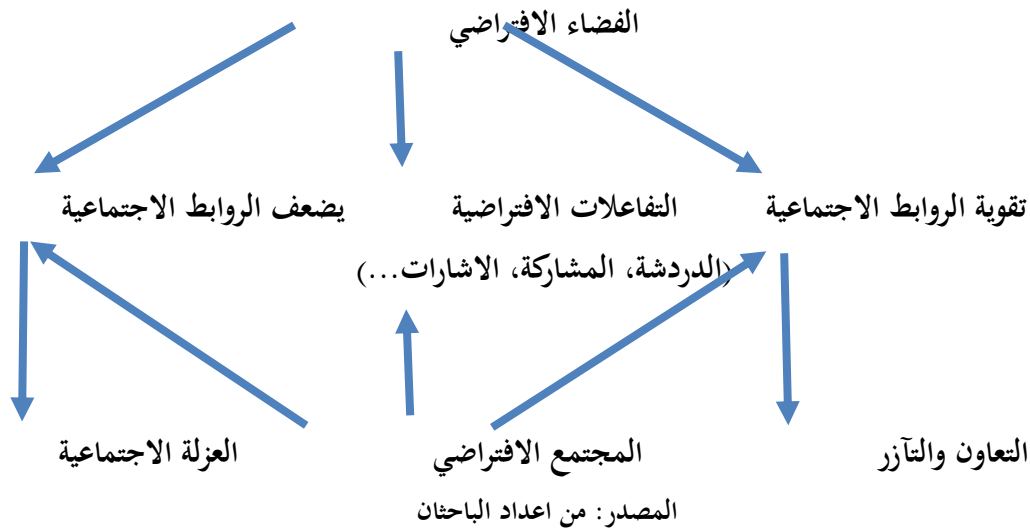 الفضاء الافتراضي
تقوية الروابط الاجتماعية التفاعلات الافتراضية يضعف الروابط الاجتماعية
(الدردشة، المشاركة، الاشارات...)
التعاون والتآزر المجتمع الافتراضي العزلة الاجتماعية
المصدر: من اعداد الباحثان